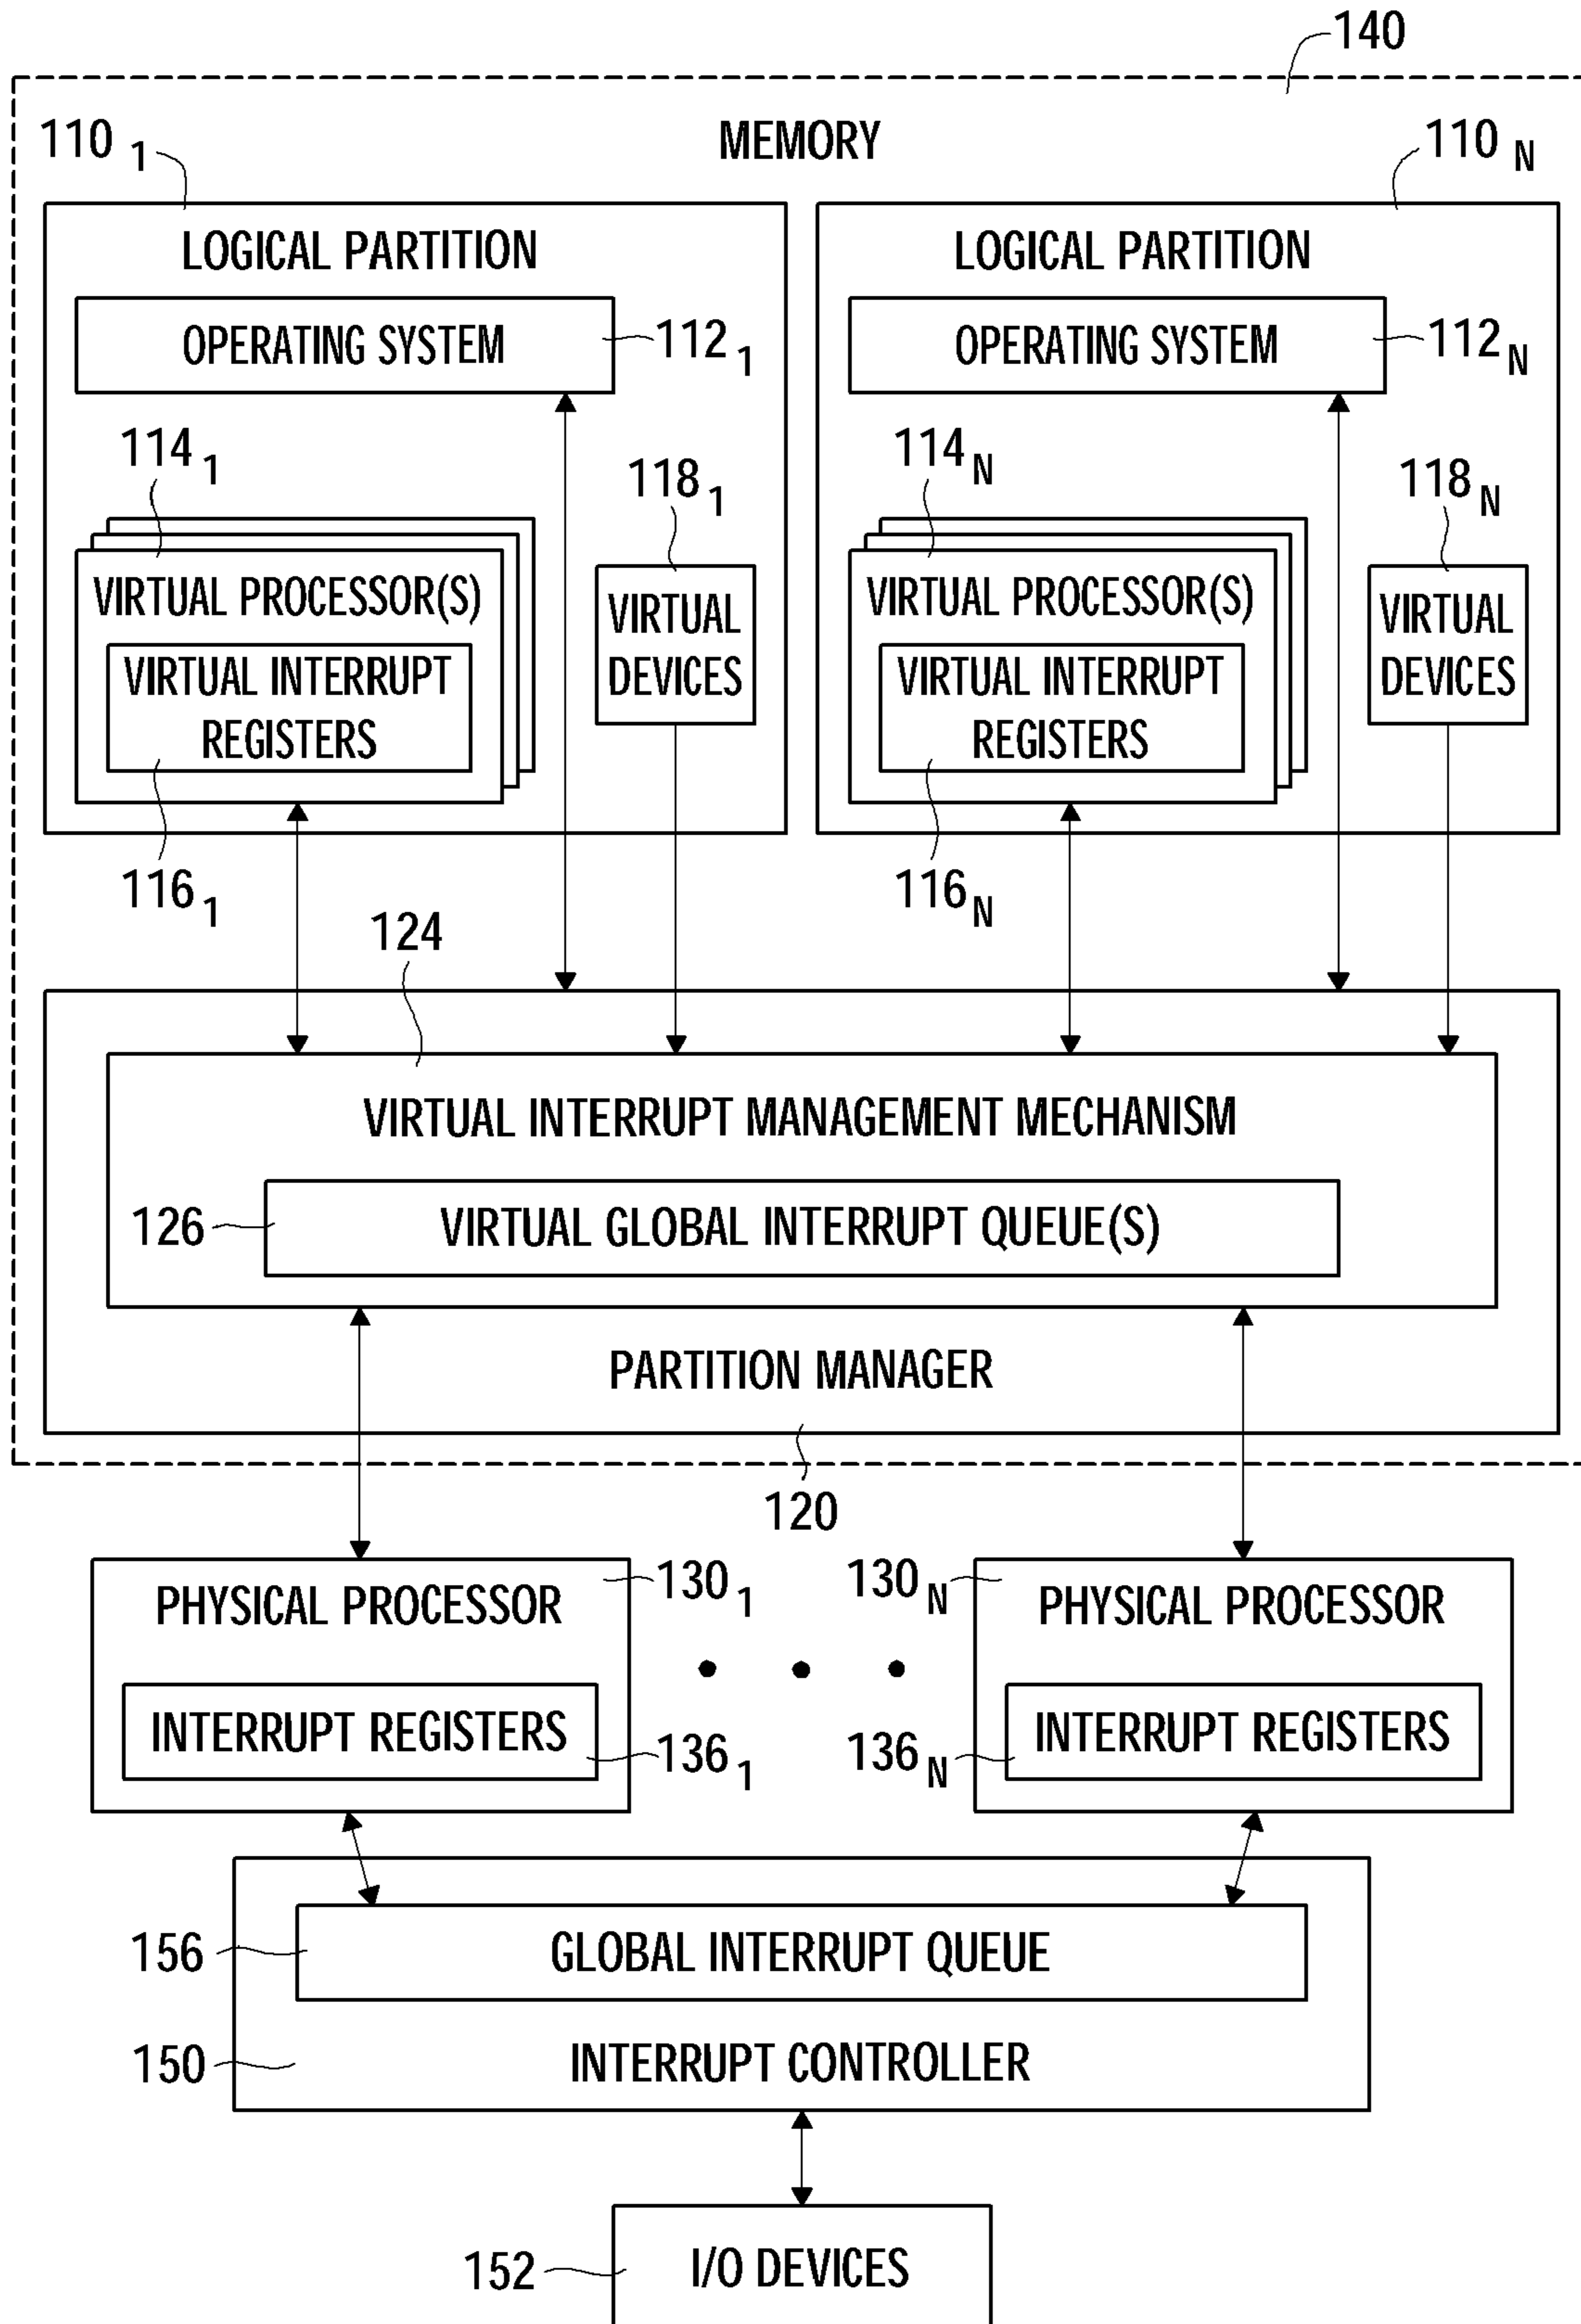 140
MEMORY
110 1
110 N
LOGICAL PARTITION
LOGICAL PARTITION
OPERATING SYSTEM
112 1
OPERATING SYSTEM
112 N
114 1
118 1
114 N
118 N
VIRTUAL PROCESSOR(S)
VIRTUAL INTERRUPT
REGISTERS
VIRTUAL
DEVICES
VIRTUAL PROCESSOR(S)
VIRTUAL INTERRUPT
REGISTERS
VIRTUAL
DEVICES
116 1
116 N
124
VIRTUAL INTERRUPT MANAGEMENT MECHANISM
126
VIRTUAL GLOBAL INTERRUPT QUEUE(S)
PARTITION MANAGER
120
PHYSICAL PROCESSOR
130 1
130 N
PHYSICAL PROCESSOR
INTERRUPT REGISTERS
136 1
136 N
INTERRUPT REGISTERS
156
GLOBAL INTERRUPT QUEUE
150
INTERRUPT CONTROLLER
152
I/O DEVICES